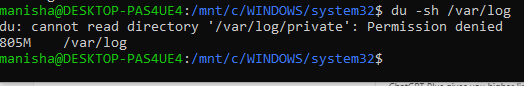 manisha@DESKTOP-PAS4UE4:/mnt/c/WINDOWS/system32$ du -sh /var/log
du: cannot read directory '/var/log/private': Permission denied
805M    /var/log
manisha@DESKTOP-PAS4UE4:/mnt/c/WINDOWS/system32$